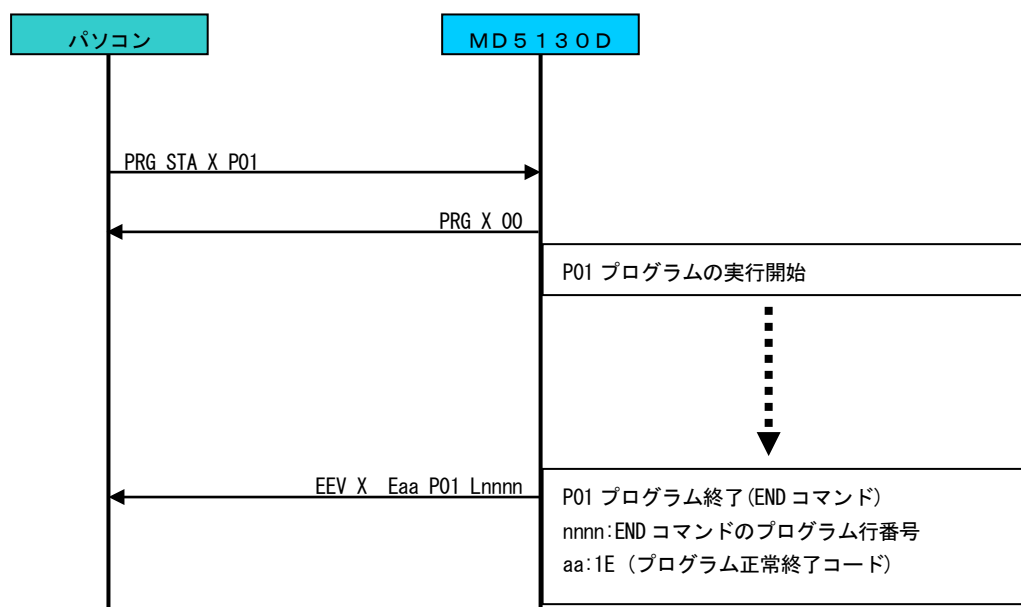 パソコン
ＭＤ５１３０Ｄ
PRG STA X P01
PRG X 00
P01 プログラムの実行開始
EEV X  Eaa P01 Lnnnn
P01 プログラム終了(END コマンド)
nnnn:END コマンドのプログラム行番号
aa:1E（プログラム正常終了コード）